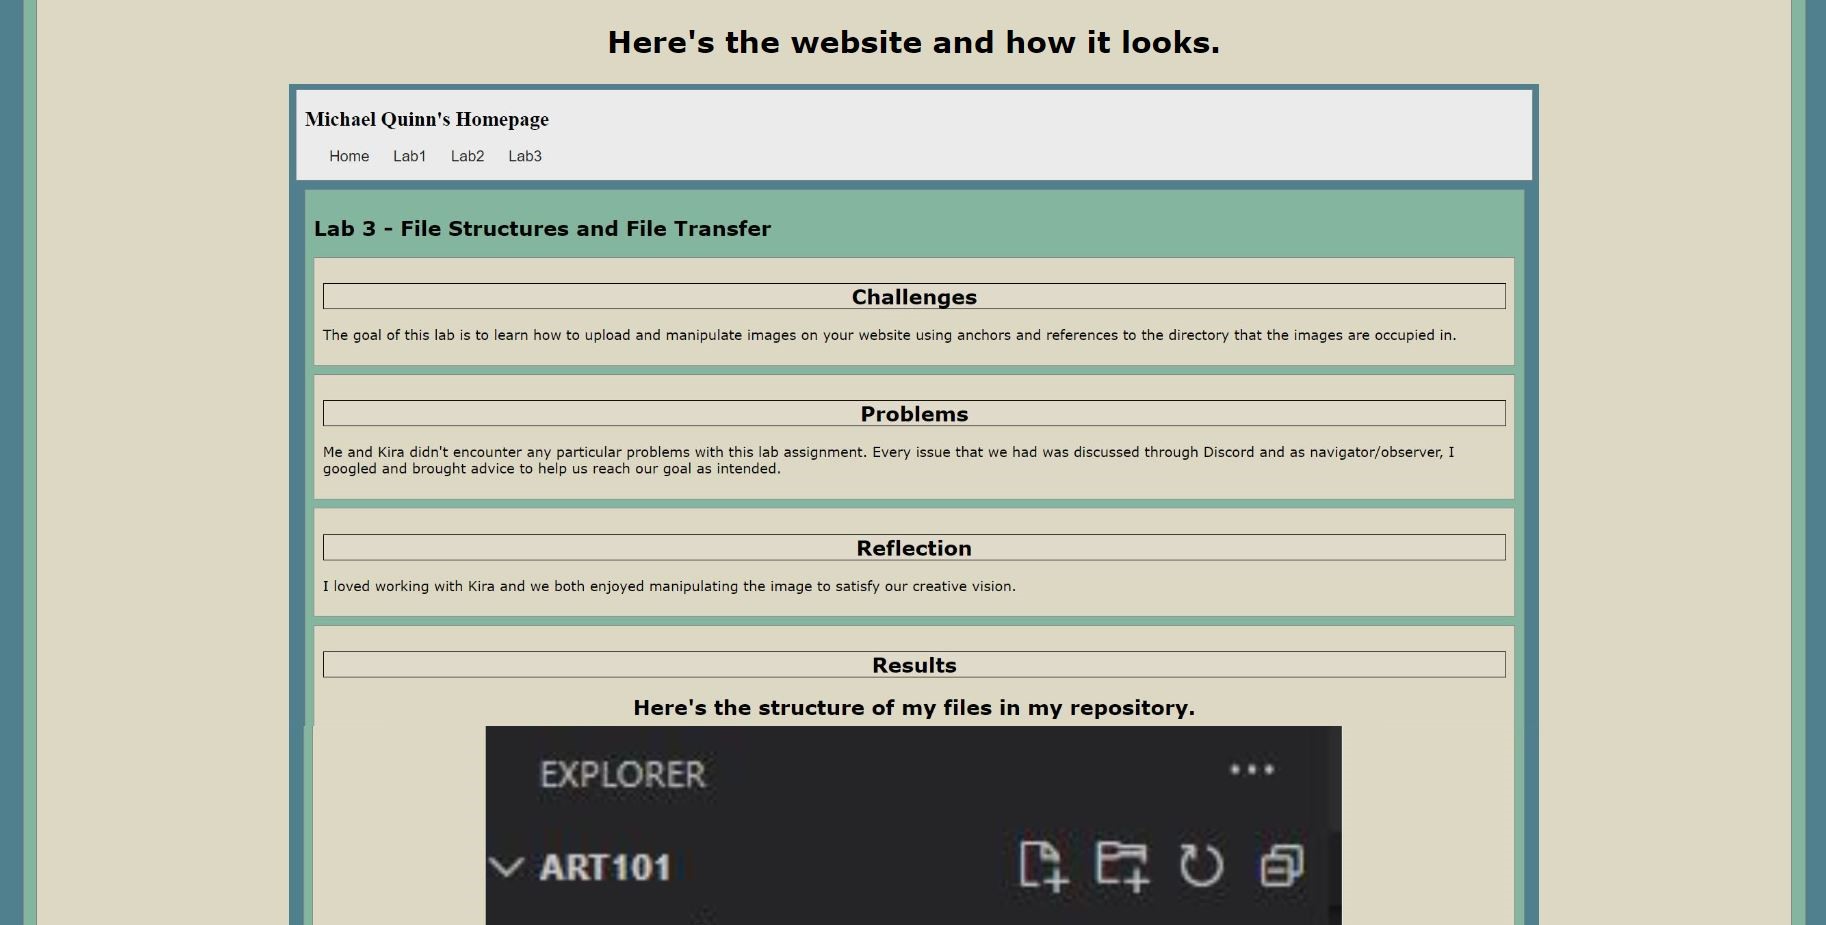 Here's the website and how it looks.
Michael Quinn's Homepage
Home Lab1 Lab2 Lab3
Lab 3 - File Structures and File Transfer
Challenges
The goal of this lab is to learn how to upload and manipulate images on your website using anchors and references to the directory that the images are occupied in.
Problems
Me and Kira didn't encounter any particular problems with this lab assignment. Every issue that we had was discussed through Discord and as navigator/observer, I
googled and brought advice to help us reach our goal as intended.
Reflection
I loved working with Kira and we both enjoyed manipulating the image to satisfy our creative vision.
Results
Here's the structure of my files in my repository.
EXPLORER
ART101